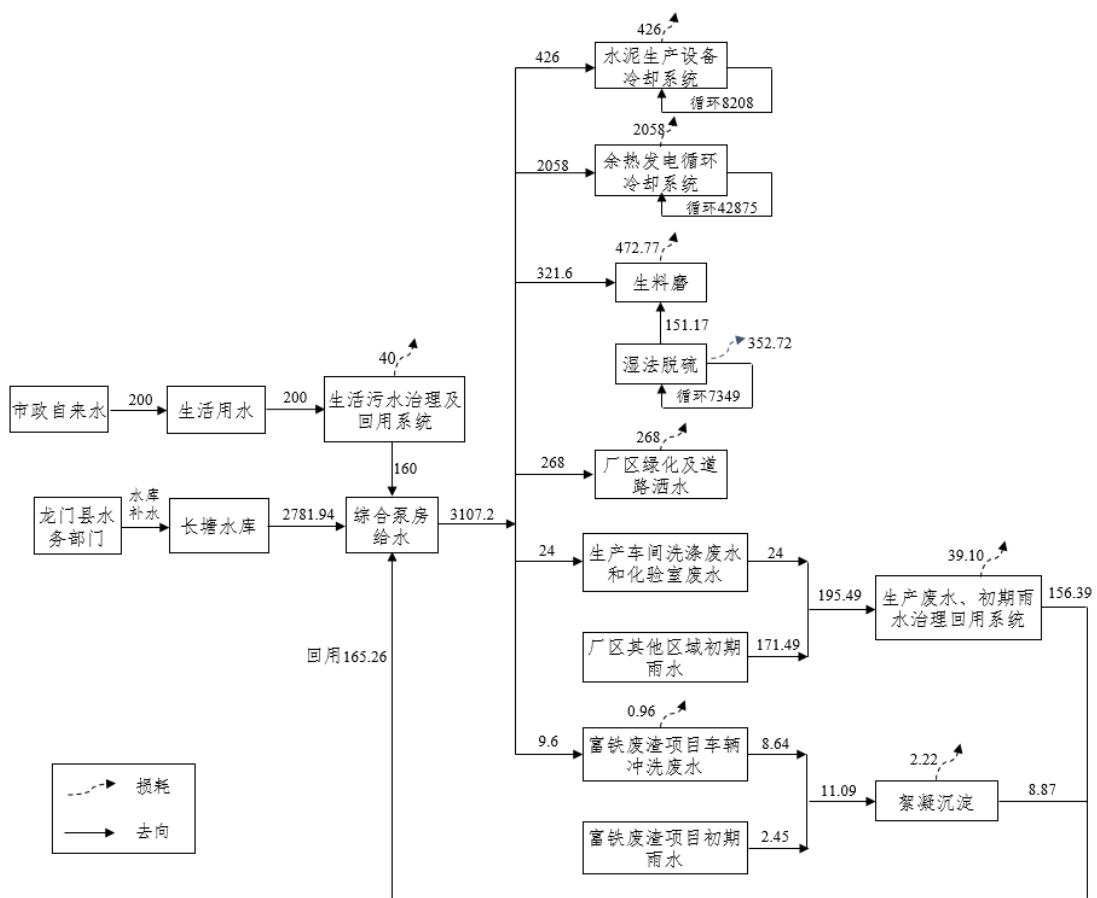 426
426
水泥生产设备
冷却系统
循环8208
2058
2058
余热发电循环
冷却系统
循环42875
472.77
321.6
生料磨
151.17
352.72
湿法脱硫
循环7349
40
市政自来水
200
生活用水
200
生活污水治理及
回用系统
160
268
268
厂区绿化及道
路洒水
龙门县水
务部门
水库
补水
长塘水库
2781.94
综合泵房
给水
3107.2
24
生产车间洗涤废水
和化验室废水
24
39.10
195.49
生产废水、初期雨
水治理回用系统
156.39
厂区其他区域初期
雨水
171.49
回用165.26
0.96
9.6
富铁废渣项目车辆
冲洗废水
8.64
2.22
11.09
絮凝沉淀
8.87
富铁废渣项目初期
雨水
2.45
损耗
去向